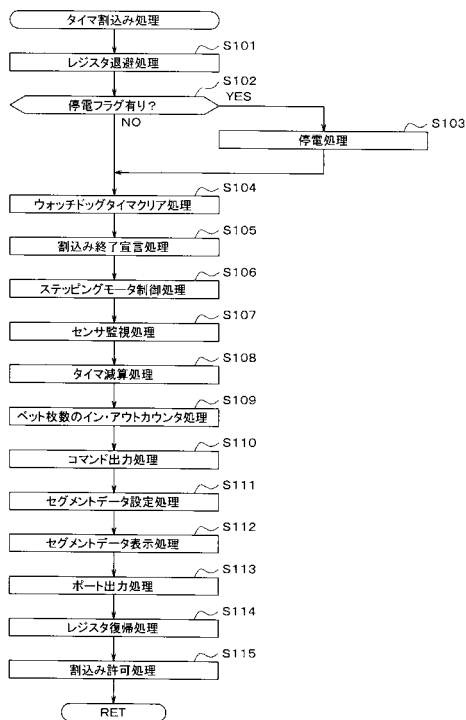 タイマ割込み処理
S101
レジスタ退避処理
S102
停電フラグ有り？
YES
NO
S103
停電処理
S104
ウォッチドッグタイマクリア処理
S105
割込み終了宣言処理
S106
ステッピングモータ制御処理
S107
センサ監視処理
S108
タイマ減算処理
S109
ベット枚数のイン・アウトカウンタ処理
S110
コマンド出力処理
S111
セグメントデータ設定処理
S112
セグメントデータ表示処理
S113
ポート出力処理
S114
レジスタ復帰処理
S115
割込み許可処理
RET